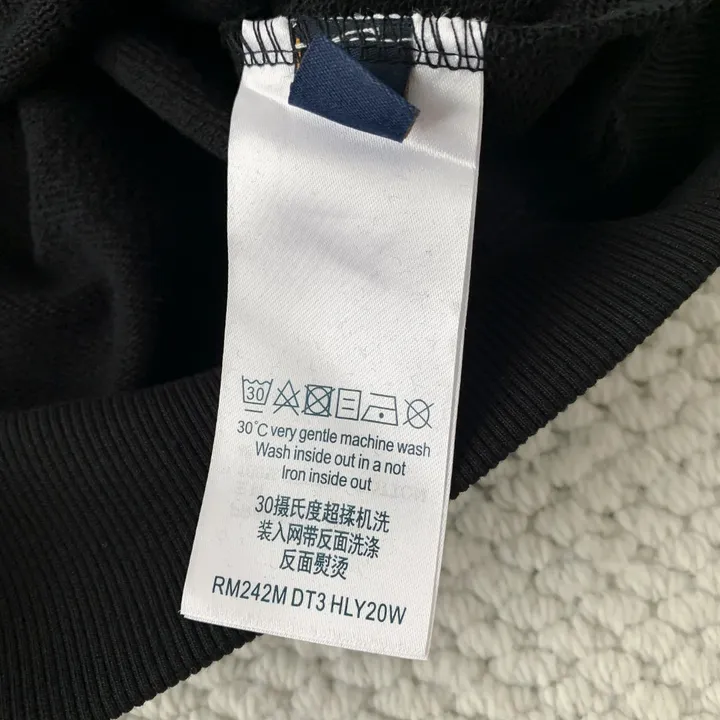 30
30°C very gentle machine wash
Wash inside out in a not
Iron inside out
30摄氏度超揉机洗
装入网带反面洗涤
反面熨烫
RM242M DT3 HLY20W